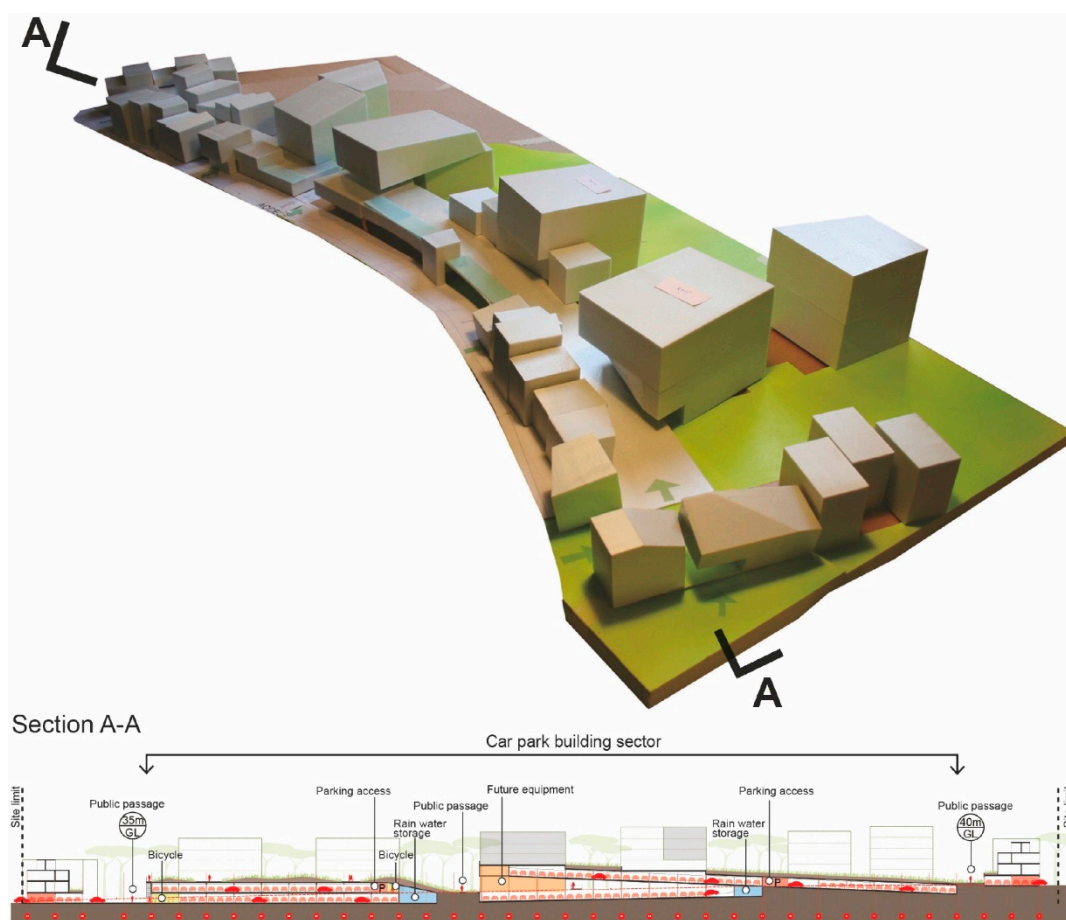 A
ACCES
A
Section A-A
Car park building sector
Site limit
Public passage
35m
GL
Bicycle
Parking access
Rain water
storage
Bicycle
P
Public passage
Future equipment
Rain water
storage
Parking access
P
Public passage
40m
GL